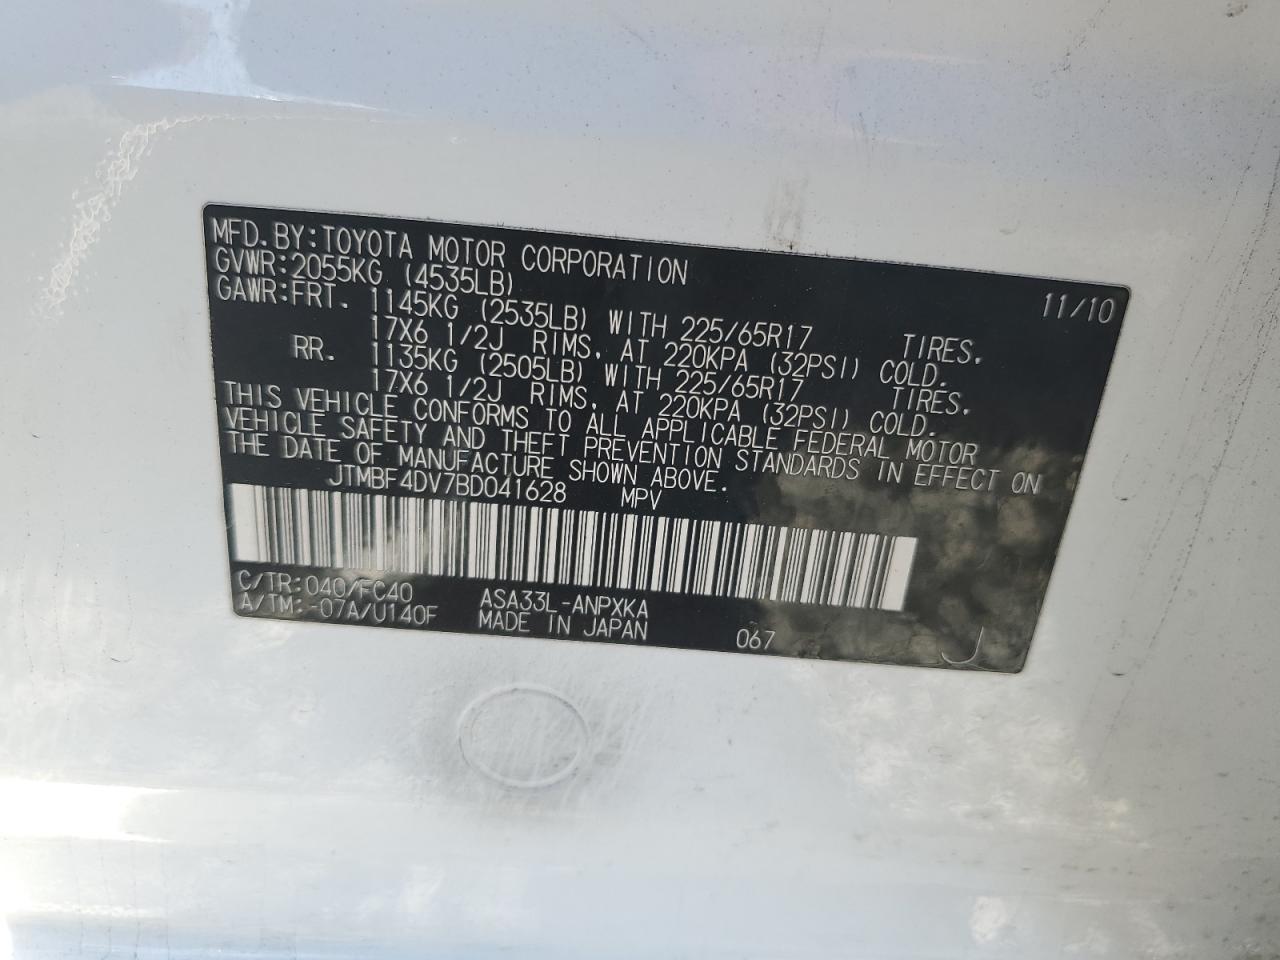 MFD.BY:TOYOTA MOTOR CORPORATION 11/10
GVWR:2055KG (4535LB)
GAWR:FRT. 1145KG (2535LB) WITH 225/65R17 TIRES,
17X6 1/2J RIMS, AT 220KPA (32PSI) COLD.
RR. 1135KG (2505LB) WITH 225/65R17 TIRES,
17X6 1/2J RIMS, AT 220KPA (32PSI) COLD.
THIS VEHICLE CONFORMS TO ALL APPLICABLE FEDERAL MOTOR
VEHICLE SAFETY AND THEFT PREVENTION STANDARDS IN EFFECT ON
THE DATE OF MANUFACTURE SHOWN ABOVE.
JTMBF4DV7BD041628 MPV
C/TR:040/FC40 ASA33L-ANPXKA
A/TM:-07A/U140F MADE IN JAPAN 067 J